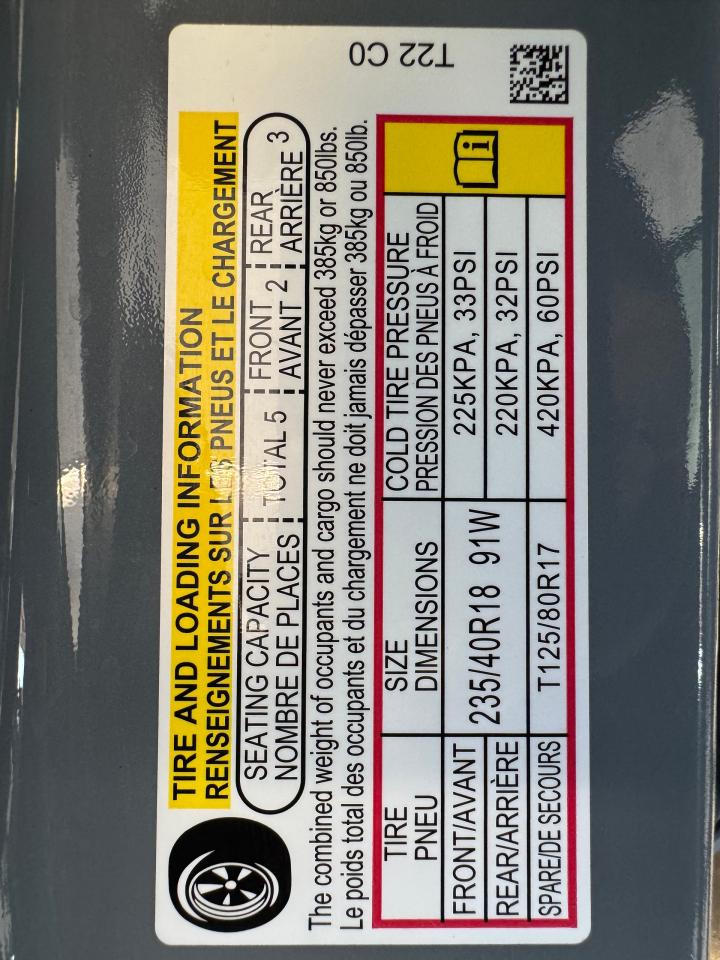 TIRE AND LOADING INFORMATION
RENSEIGNEMENTS SUR LES PNEUS ET LE CHARGEMENT
SEATING CAPACITY TOTAL 5 FRONT 2 REAR 3
NOMBRE DE PLACES AVANT ARRIÈRE
The combined weight of occupants and cargo should never exceed 385kg or 850lbs.
Le poids total des occupants et du chargement ne doit jamais dépasser 385kg ou 850lb.
TIRE SIZE COLD TIRE PRESSURE
PNEU DIMENSIONS PRESSION DES PNEUS À FROID
FRONT/AVANT 235/40R18 91W 225KPA, 33PSI
REAR/ARRIÈRE 220KPA, 32PSI
SPARE/DE SECOURS T125/80R17 420KPA, 60PSI
T22 C0